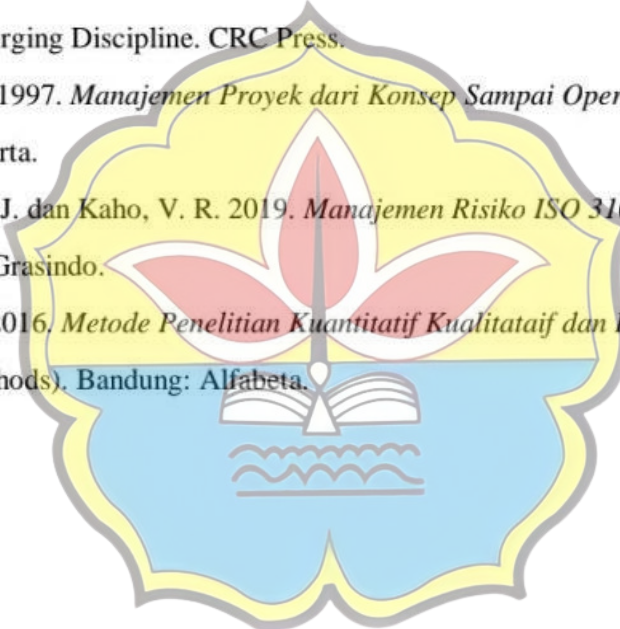 rging Discipline. CRC Press.
1997. Manajemen Proyek dari Konsep Sampai Oper
rta.
J. dan Kaho, V. R. 2019. Manajemen Risiko ISO 310
Grasindo.
2016. Metode Penelitian Kuantitatif Kualitataif dan
hods). Bandung: Alfabeta.